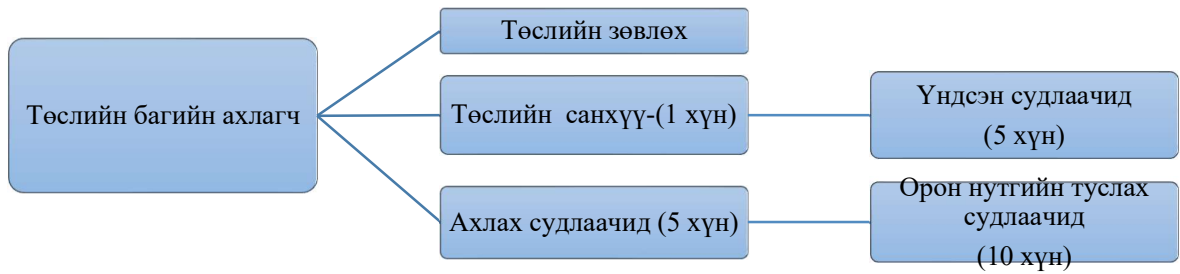 Төслийн багийн ахлагч
Төслийн зөвлөх
Төслийн санхүү-(1 хүн)
Ахлах судлаачид (5 хүн)
Үндсэн судлаачид
(5 хүн)
Орон нутгийн туслах
судлаачид
(10 хүн)